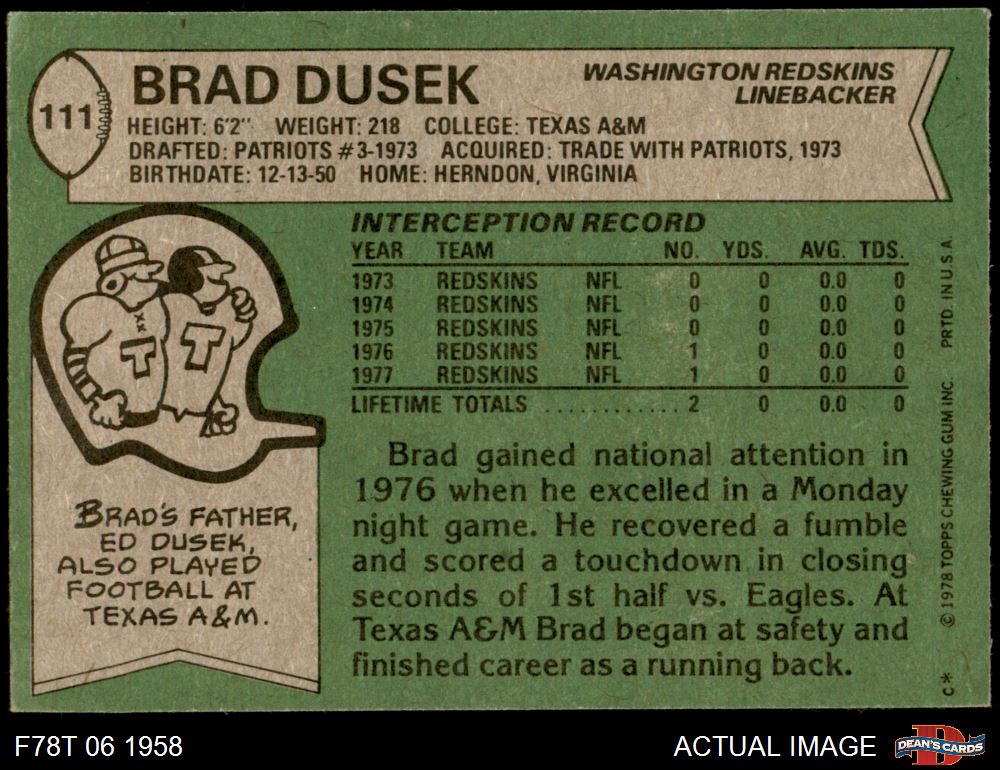 111
BRAD DUSEK
WASHINGTON REDSKINS
LINEBACKER
HEIGHT: 6'2" WEIGHT: 218 COLLEGE: TEXAS A&M
DRAFTED: PATRIOTS #3-1973 ACQUIRED: TRADE WITH PATRIOTS, 1973
BIRTHDATE: 12-13-50 HOME: HERNDON, VIRGINIA
INTERCEPTION RECORD
YEAR TEAM NO. YDS. AVG. TDS.
1973 REDSKINS NFL 0 0 0.0 0
1974 REDSKINS NFL 0 0 0.0 0
1975 REDSKINS NFL 0 0 0.0 0
1976 REDSKINS NFL 1 0 0.0 0
1977 REDSKINS NFL 1 0 0.0 0
LIFETIME TOTALS ............ 2 0 0.0 0
T T
BRAD'S FATHER,
ED DUSEK,
ALSO PLAYED
FOOTBALL AT
TEXAS A&M.
Brad gained national attention in
1976 when he excelled in a Monday
night game. He recovered a fumble
and scored a touchdown in closing
seconds of 1st half vs. Eagles. At
Texas A&M Brad began at safety and
finished career as a running back.
C* © 1978 TOPPS CHEWING GUM INC. PRTD. IN U.S.A.
F78T 06 1958
ACTUAL IMAGE
D
DEAN'S CARDS